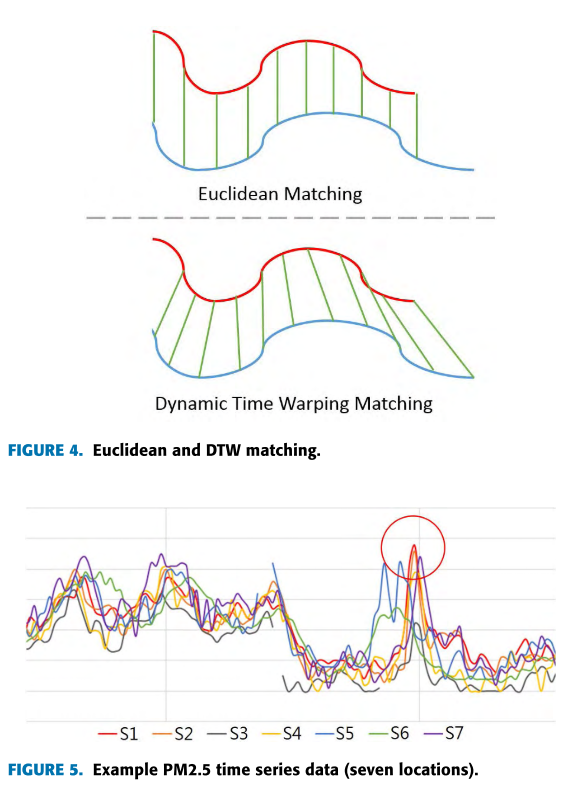 Euclidean Matching
Dynamic Time Warping Matching
FIGURE 4. Euclidean and DTW matching.
S1 S2 S3 S4 S5 S6 S7
FIGURE 5. Example PM2.5 time series data (seven locations).